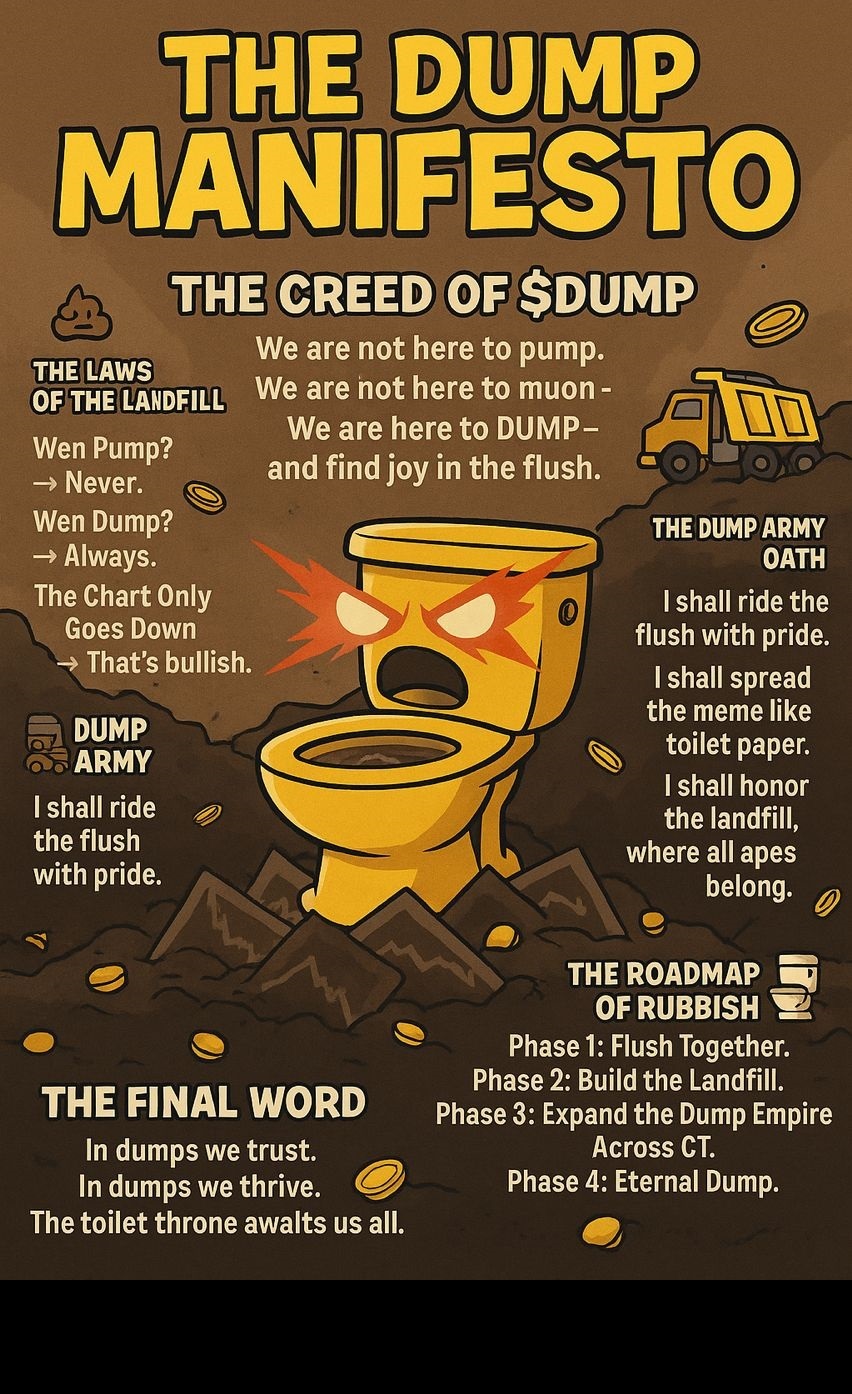 THE DUMP
MANIFESTO
THE CREED OF $DUMP
We are not here to pump.
We are not here to muon -
We are here to DUMP–
and find joy in the flush.
THE LAWS
OF THE LANDFILL
Wen Pump?
→ Never.
Wen Dump?
→ Always.
The Chart Only
Goes Down
→ That's bullish.
DUMP
ARMY
I shall ride
the flush
with pride.
THE DUMP ARMY
OATH
I shall ride the
flush with pride.
I shall spread
the meme like
toilet paper.
I shall honor
the landfill,
where all apes
belong.
THE ROADMAP
OF RUBBISH
Phase 1: Flush Together.
Phase 2: Build the Landfill.
Phase 3: Expand the Dump Empire
Across CT.
Phase 4: Eternal Dump.
THE FINAL WORD
In dumps we trust.
In dumps we thrive.
The toilet throne awalts us all.